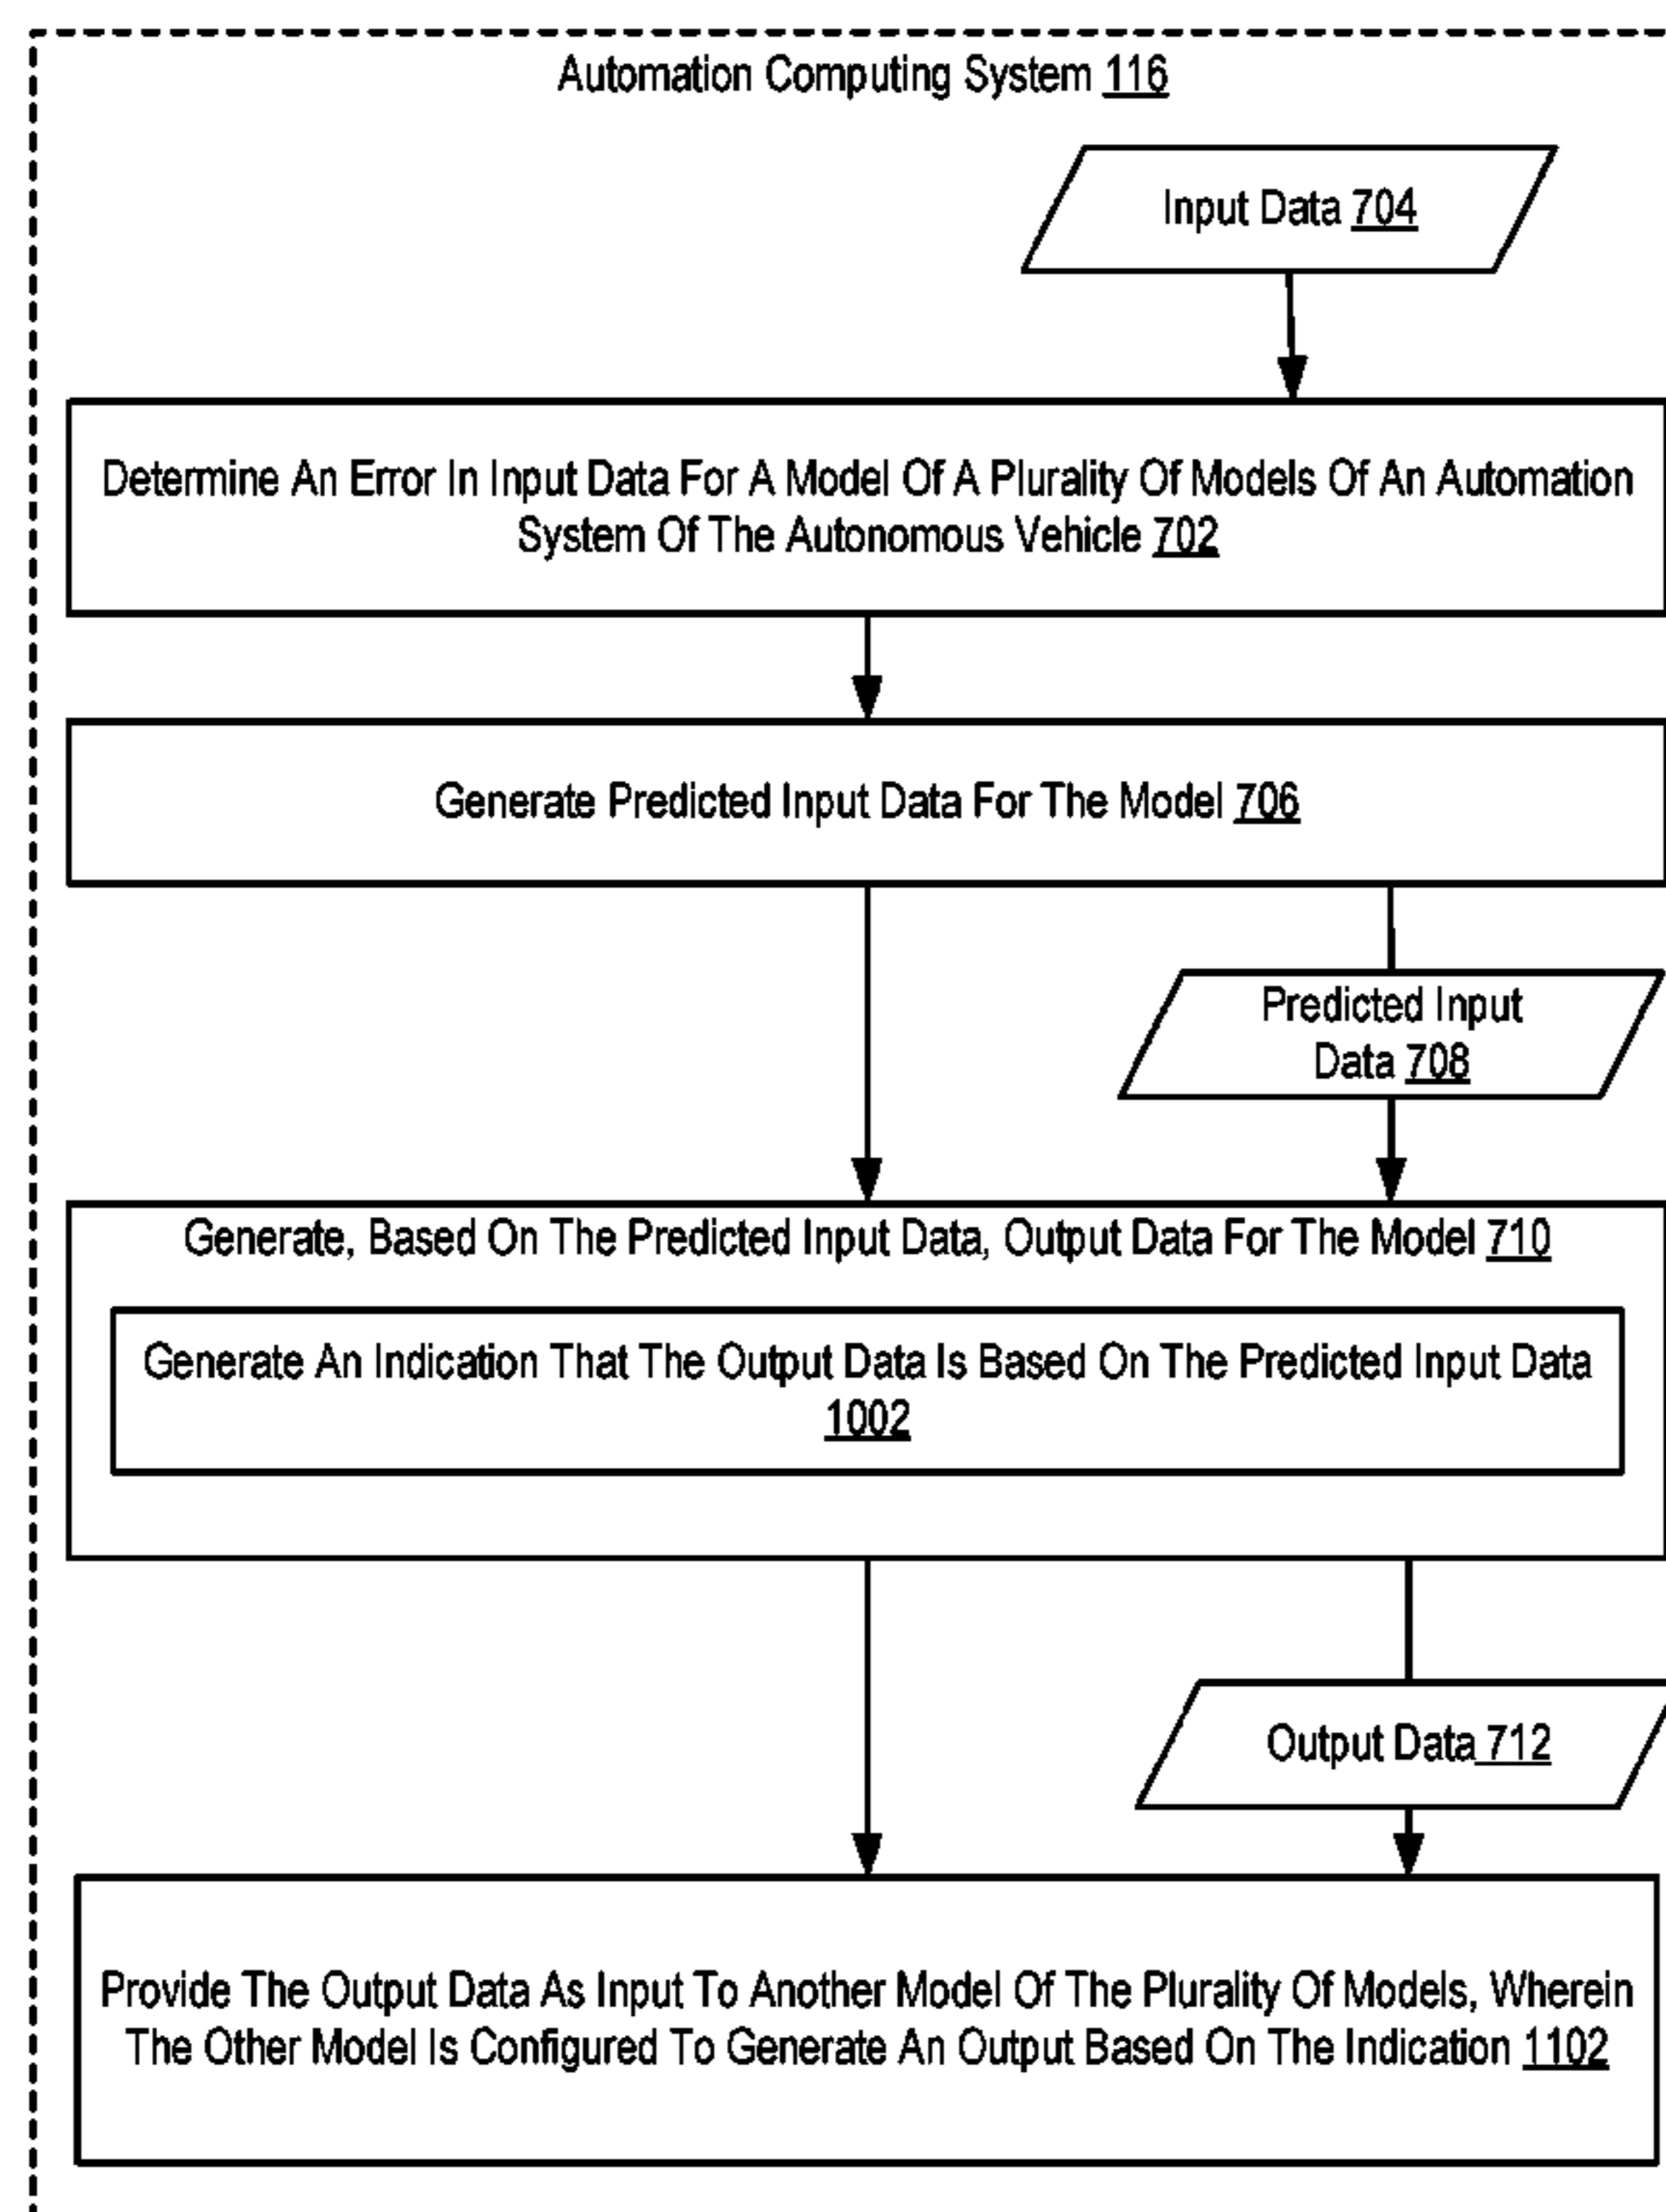 Automation Computing System 116
Input Data 704
Determine An Error In Input Data For A Model Of A Plurality Of Models Of An Automation
System Of The Autonomous Vehicle 702
Generate Predicted Input Data For The Model 706
Predicted Input
Data 708
Generate, Based On The Predicted Input Data, Output Data For The Model 710
Generate An Indication That The Output Data Is Based On The Predicted Input Data
1002
Output Data 712
Provide The Output Data As Input To Another Model Of The Plurality Of Models, Wherein
The Other Model Is Configured To Generate An Output Based On The Indication 1102